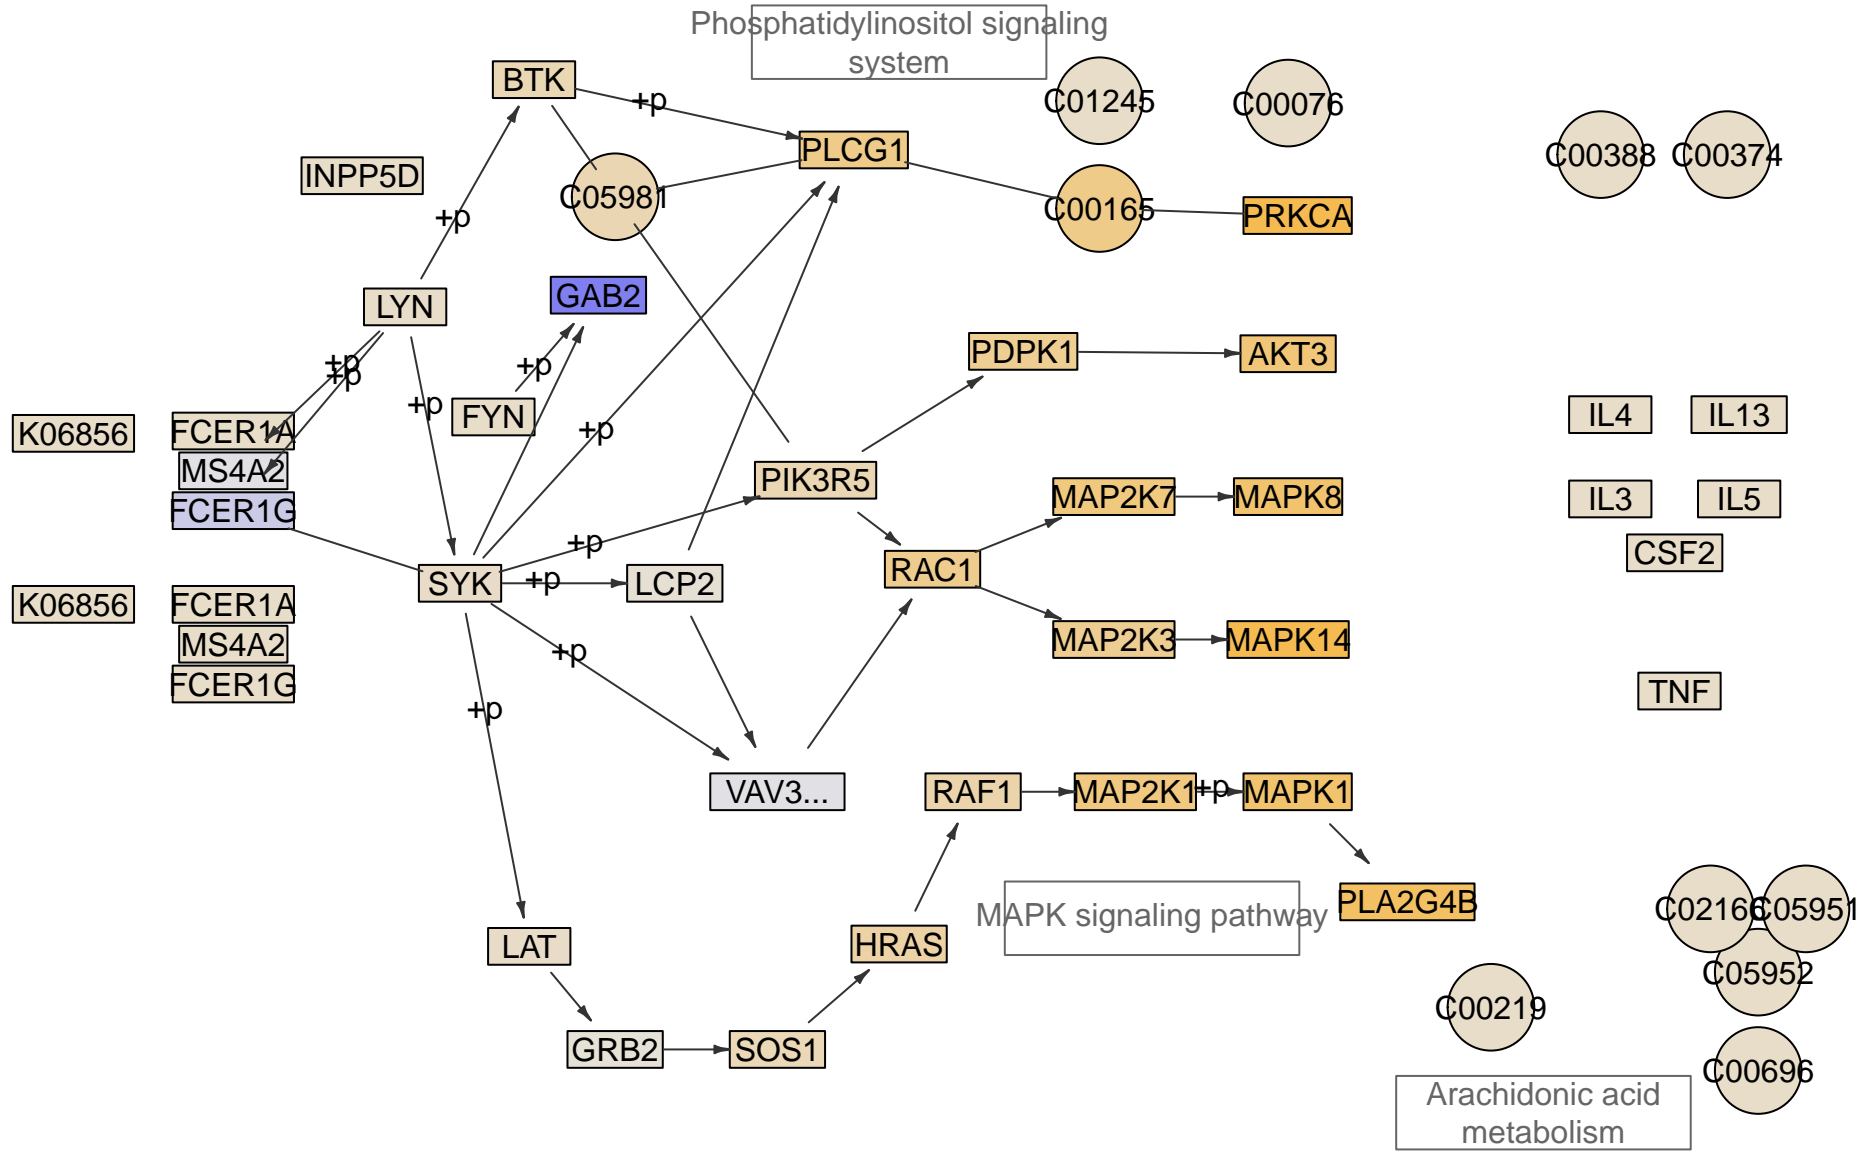 Phosphatidylinositol signaling
system
BTK
+p
C01245
C00076
PLCG1
C00388
C00374
INPP5D
C05981
C00165
PRKCA
+p
LYN
GAB2
PDPK1
AKT3
+p
+p
+p
+p
FYN
+p
IL4
IL13
K06856
FCER1A
MS4A2
FCER1G
PIK3R5
MAP2K7
MAPK8
IL3
IL5
+p
CSF2
SYK
+p
LCP2
RAC1
K06856
FCER1A
MS4A2
FCER1G
+p
MAP2K3
MAPK14
TNF
+p
VAV3...
RAF1
MAP2K1
+p
MAPK1
MAPK signaling pathway
PLA2G4B
C02166
C05951
LAT
HRAS
C05952
C00219
GRB2
SOS1
C00696
Arachidonic acid
metabolism